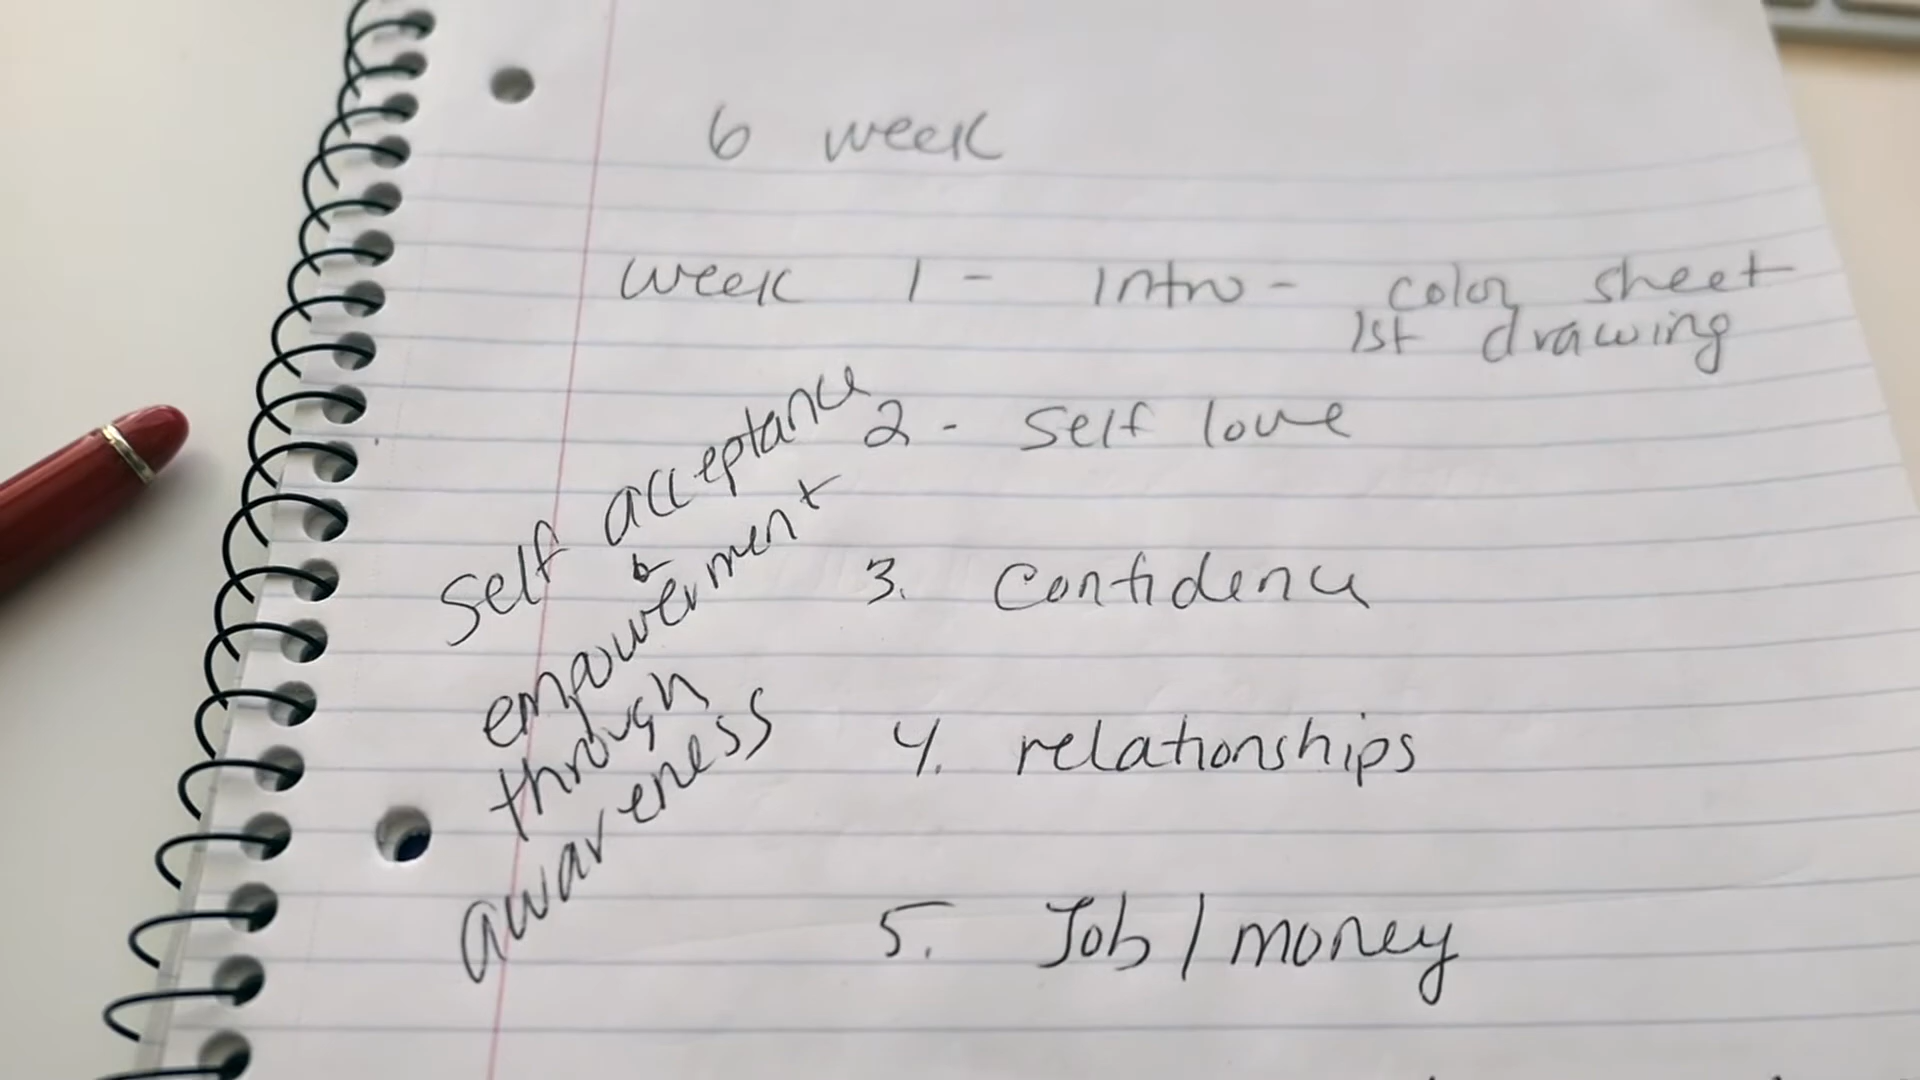 6 week
week 1 - Intro - color sheet
1st drawing
2 - Self love
3. Confidence
4. relationships
5. Job / money
Self acceptance
&
empowerment
through
awareness